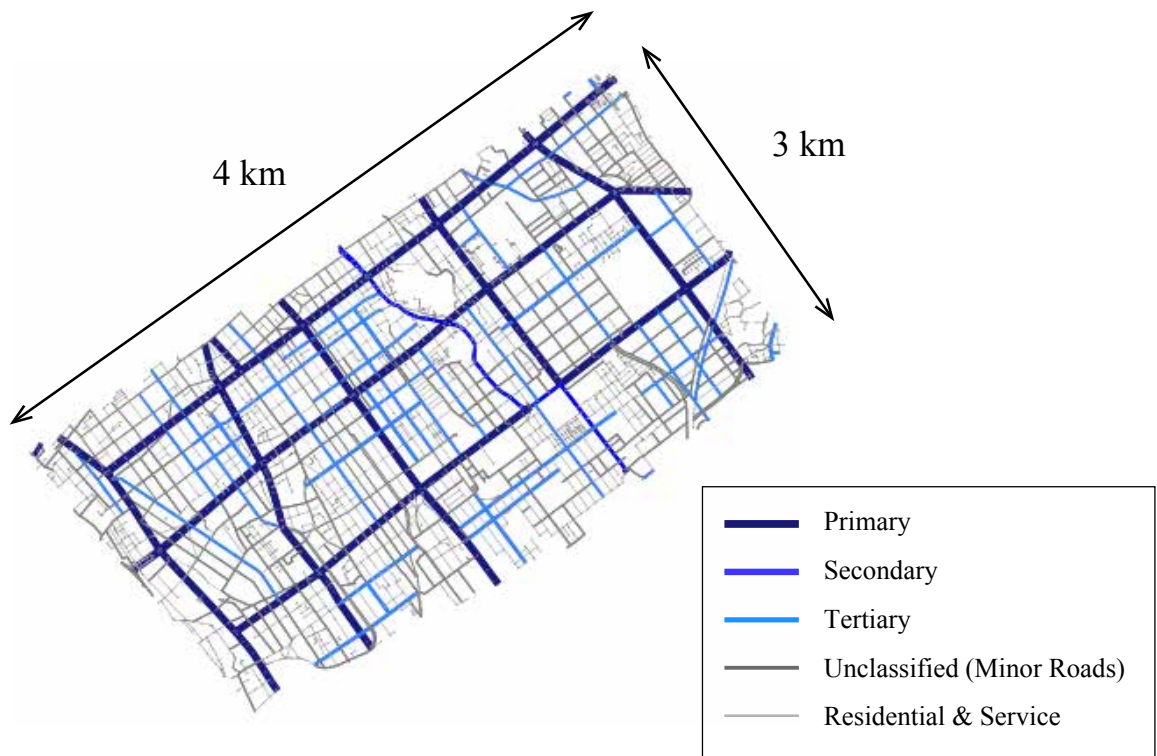 4 km
3 km
Primary
Secondary
Tertiary
Unclassified (Minor Roads)
Residential & Service